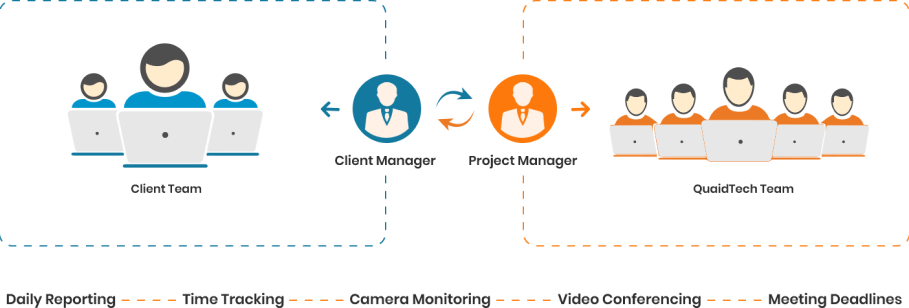 Client Manager
Project Manager
Client Team
QuaidTech Team
Daily Reporting
Time Tracking
Camera Monitoring
Video Conferencing
Meeting Deadlines